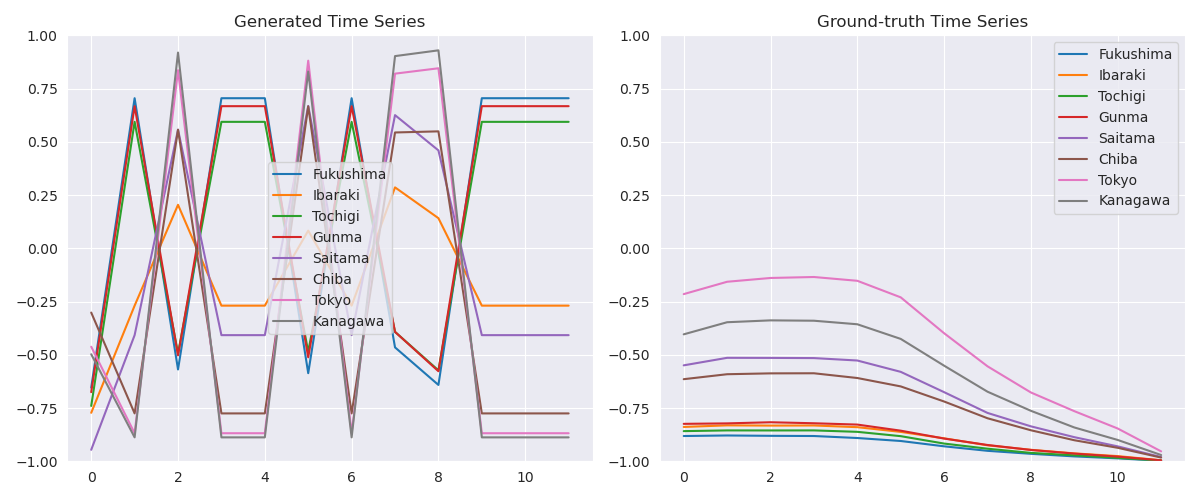 Generated Time Series
1.00
0.75
0.50
0.25
0.00
−0.25
−0.50
−0.75
−1.00
0 2 4 6 8 10
Fukushima
Ibaraki
Tochigi
Gunma
Saitama
Chiba
Tokyo
Kanagawa
Ground-truth Time Series
1.00
0.75
0.50
0.25
0.00
−0.25
−0.50
−0.75
−1.00
0 2 4 6 8 10
Fukushima
Ibaraki
Tochigi
Gunma
Saitama
Chiba
Tokyo
Kanagawa